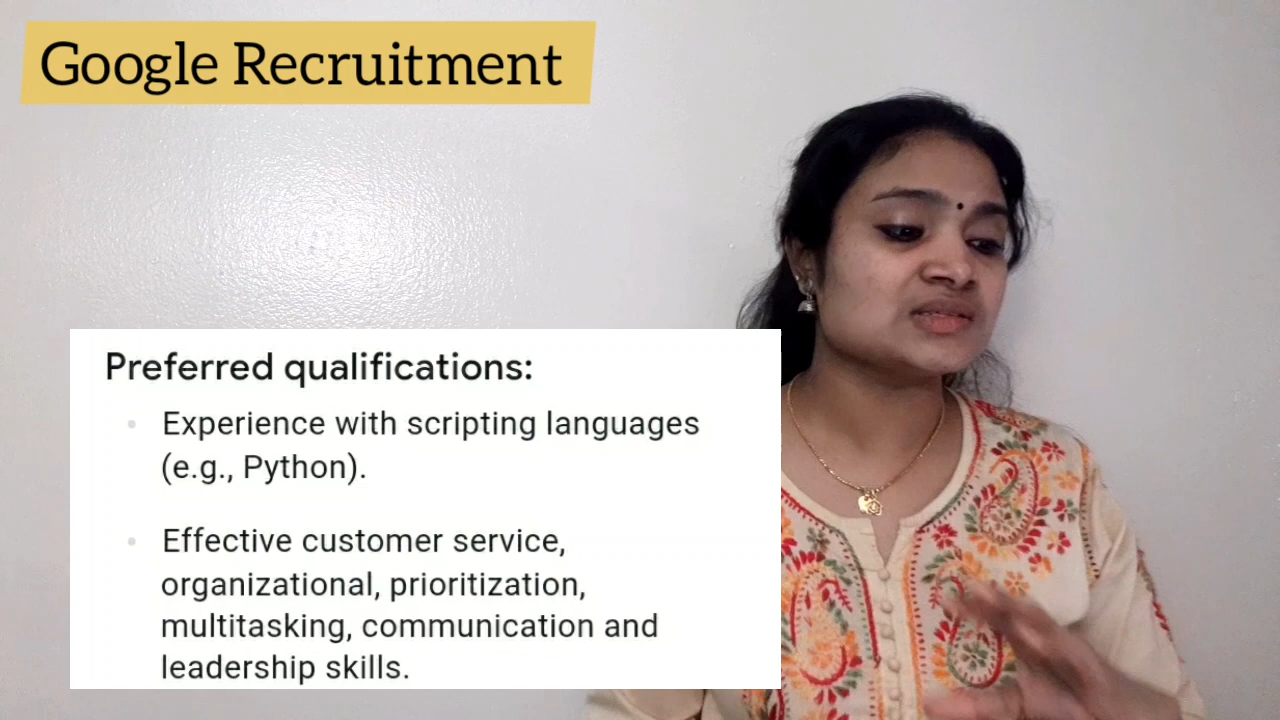 Google Recruitment
Preferred qualifications:
Experience with scripting languages
(e.g., Python).
Effective customer service,
organizational, prioritization,
multitasking, communication and
leadership skills.